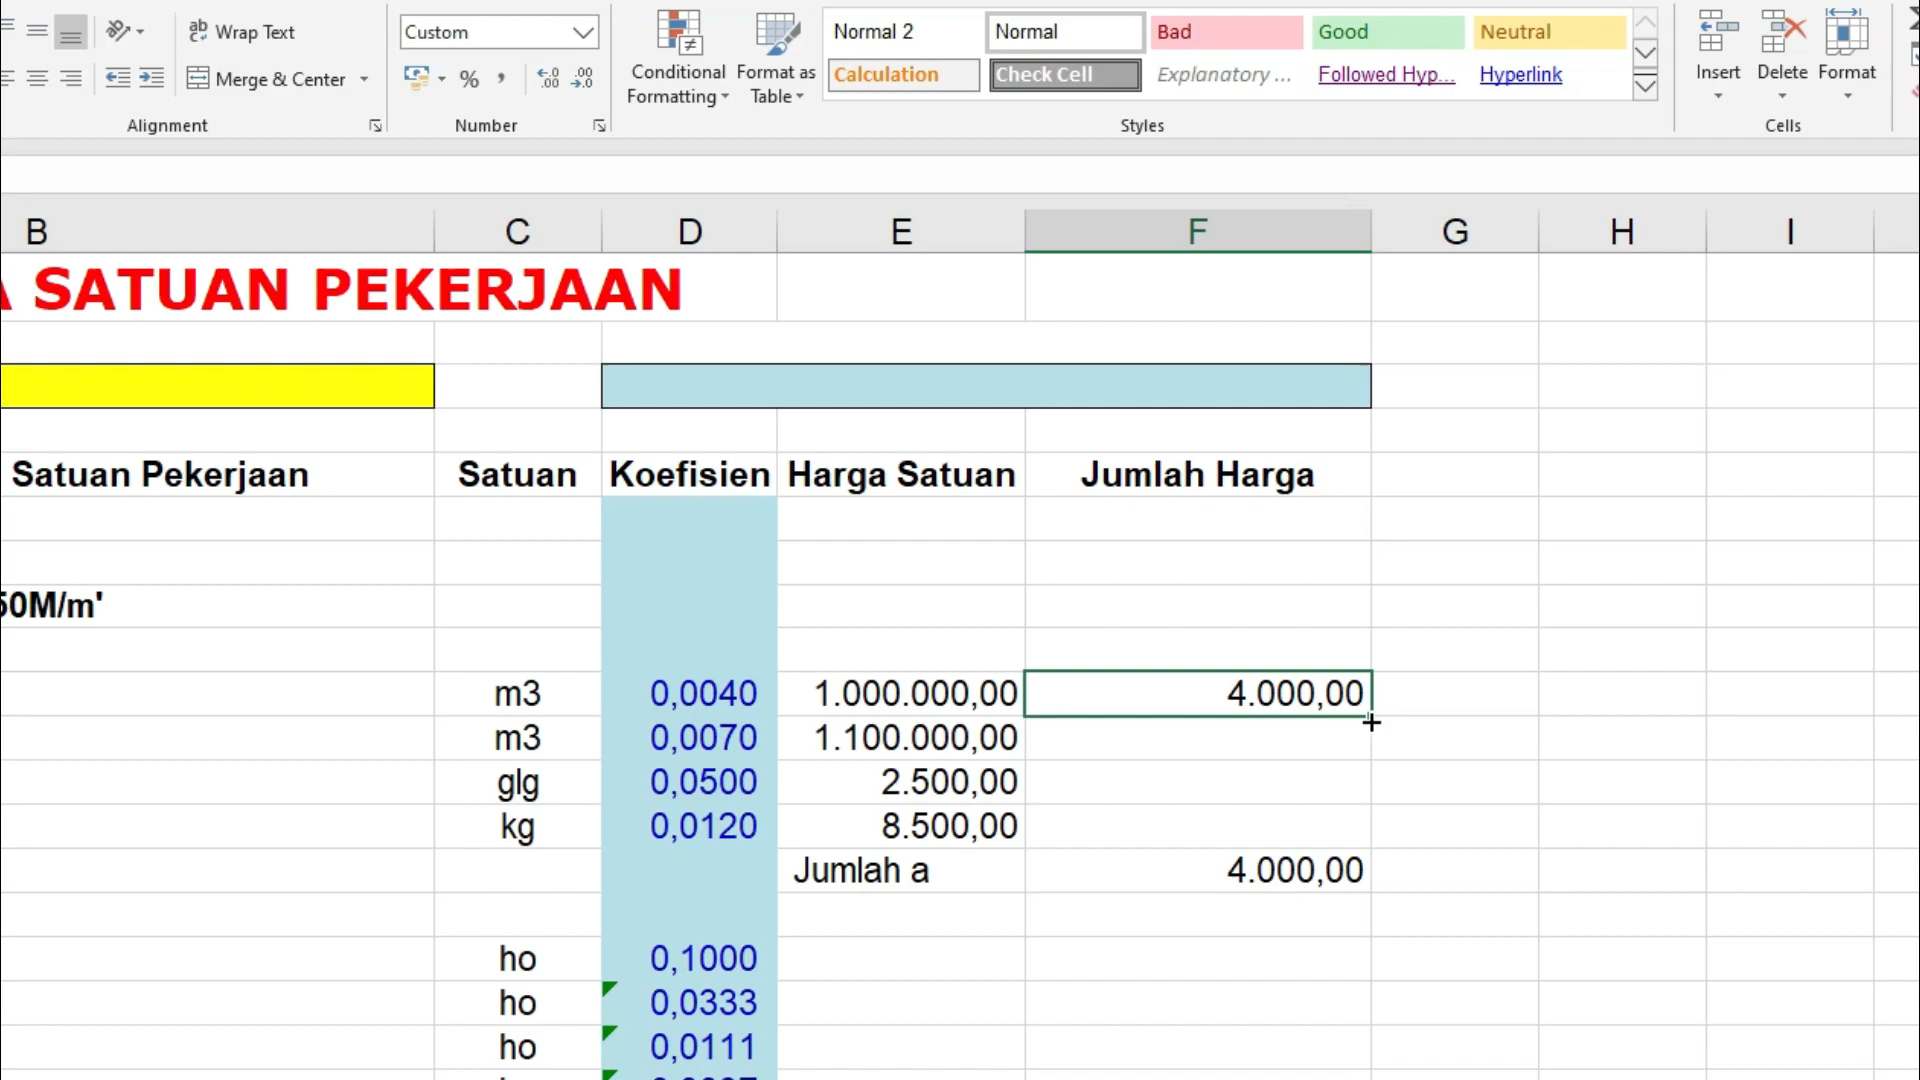 Wrap Text
Custom
Merge & Center
%
Conditional Formatting
Format as Table
Normal 2
Normal
Bad
Good
Neutral
Calculation
Check Cell
Explanatory ...
Followed Hyp...
Hyperlink
Insert
Delete
Format
Alignment
Number
Styles
Cells
B C D E F G H I
SATUAN PEKERJAAN
Satuan Pekerjaan Satuan Koefisien Harga Satuan Jumlah Harga
50M/m'
m3 0,0040 1.000.000,00 4.000,00
m3 0,0070 1.100.000,00
glg 0,0500 2.500,00
kg 0,0120 8.500,00
Jumlah a 4.000,00
ho 0,1000
ho 0,0333
ho 0,0111